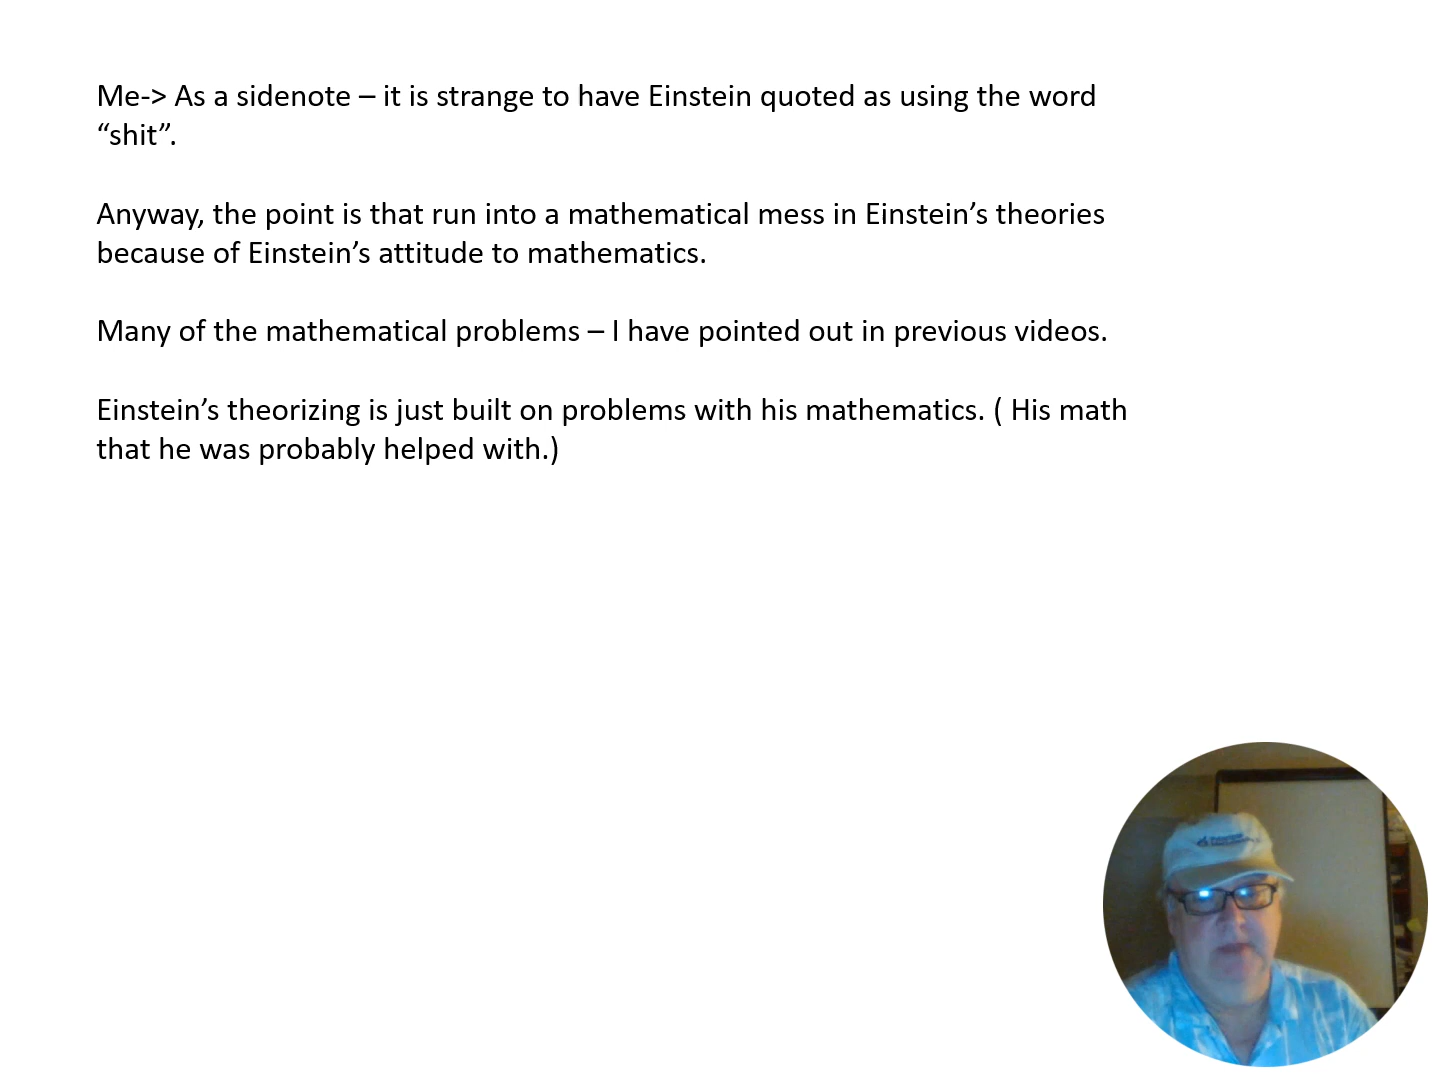 Me-> As a sidenote – it is strange to have Einstein quoted as using the word
“shit”.
Anyway, the point is that run into a mathematical mess in Einstein’s theories
because of Einstein’s attitude to mathematics.
Many of the mathematical problems – I have pointed out in previous videos.
Einstein’s theorizing is just built on problems with his mathematics. ( His math
that he was probably helped with.)